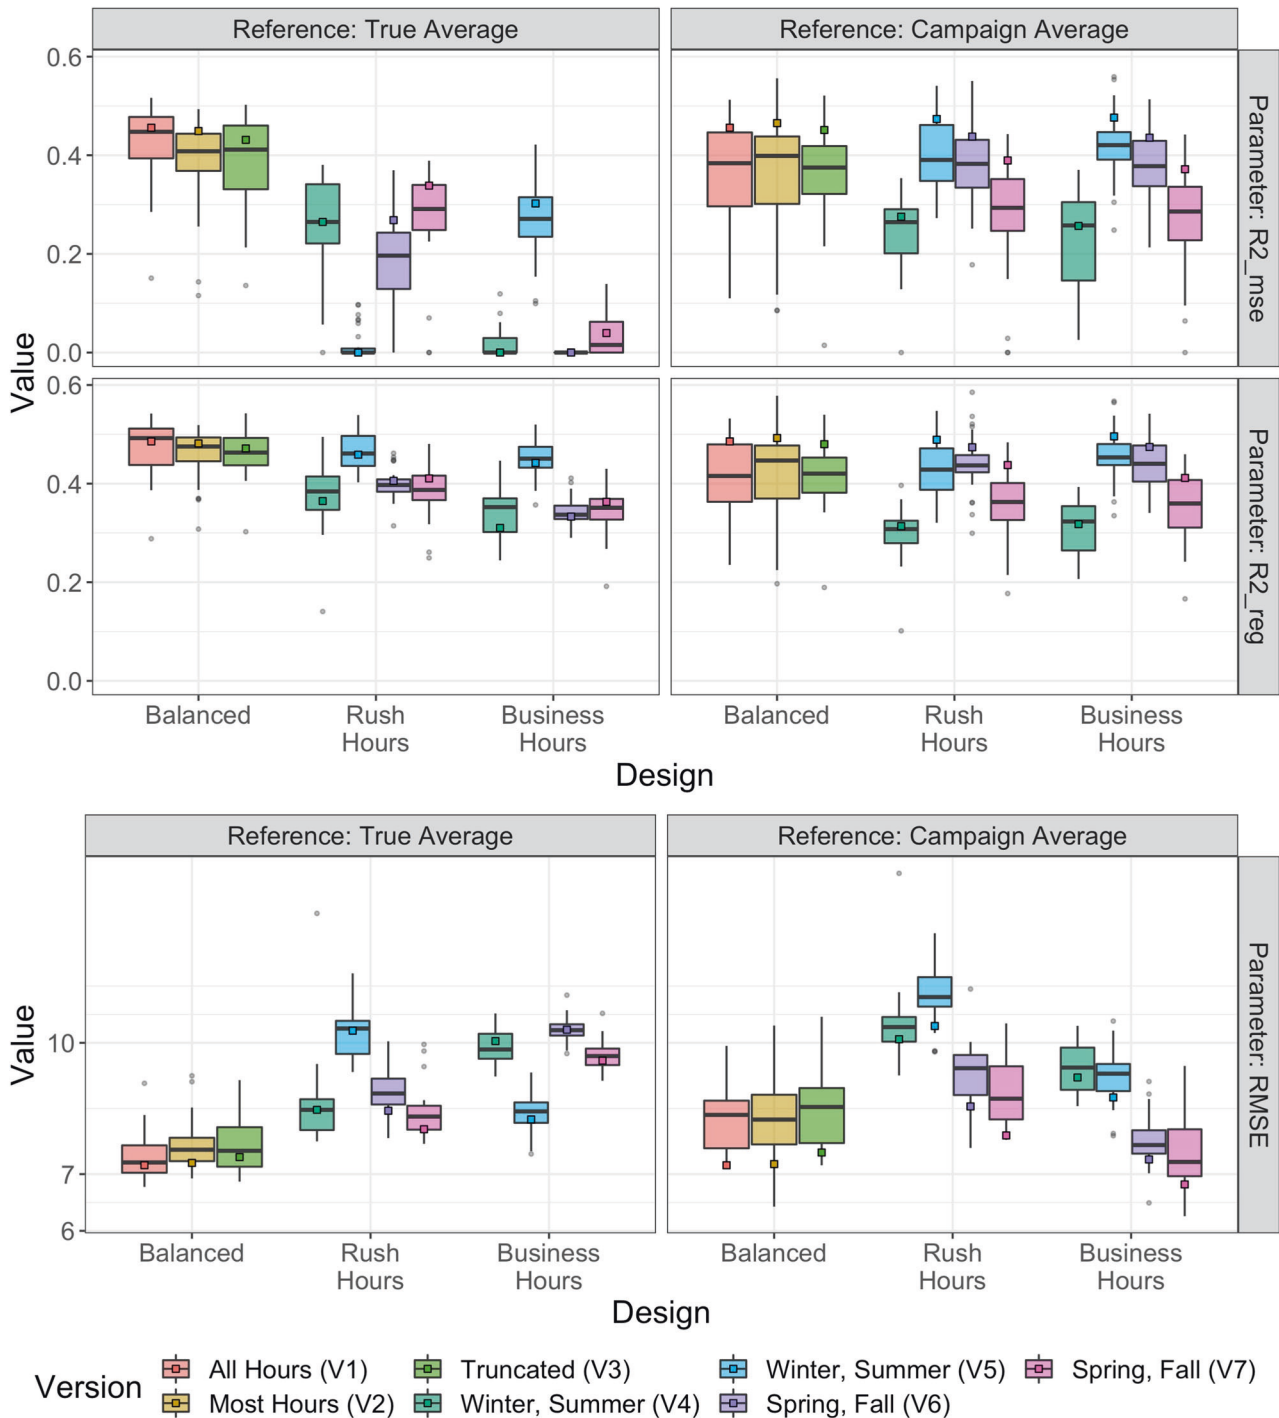 Reference: True Average
Reference: Campaign Average
0.6
0.4
0.2
0.0
Parameter: R2_mse
Value
0.6
0.4
0.2
0.0
Parameter: R2_reg
Balanced
Rush
Hours
Business
Hours
Balanced
Rush
Hours
Business
Hours
Design
Reference: True Average
Reference: Campaign Average
Value
10
7
6
Parameter: RMSE
Balanced
Rush
Hours
Business
Hours
Balanced
Rush
Hours
Business
Hours
Design
Version
All Hours (V1)
Truncated (V3)
Winter, Summer (V5)
Spring, Fall (V7)
Most Hours (V2)
Winter, Summer (V4)
Spring, Fall (V6)